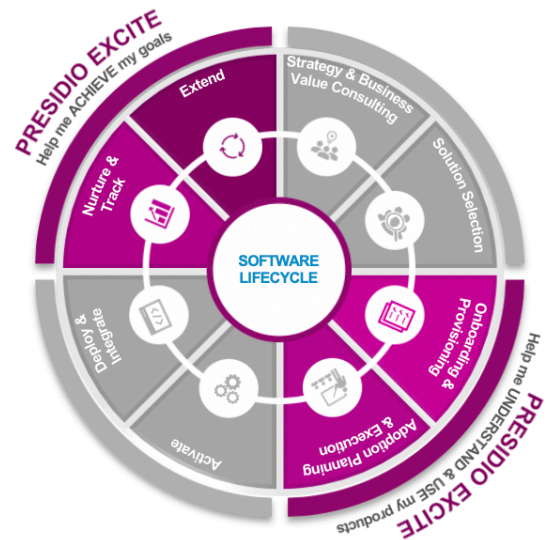 PRESIDIO EXCITE
Help me ACHIEVE my goals
Extend
Strategy & Business
Value Consulting
Solution Selection
Onboarding &
Provisioning
Adoption Planning
& Execution
Activate
Deploy &
Integrate
Nurture &
Track
SOFTWARE
LIFECYCLE
Help me UNDERSTAND & USE my products
PRESIDIO EXCITE